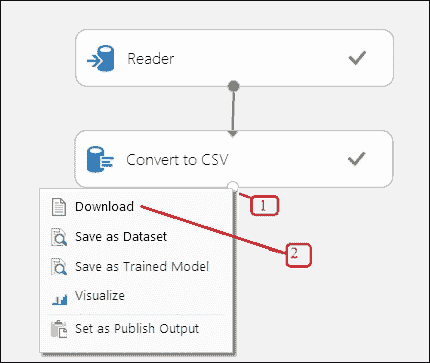 Reader
Convert to CSV
1
Download
2
Save as Dataset
Save as Trained Model
Visualize
Set as Publish Output